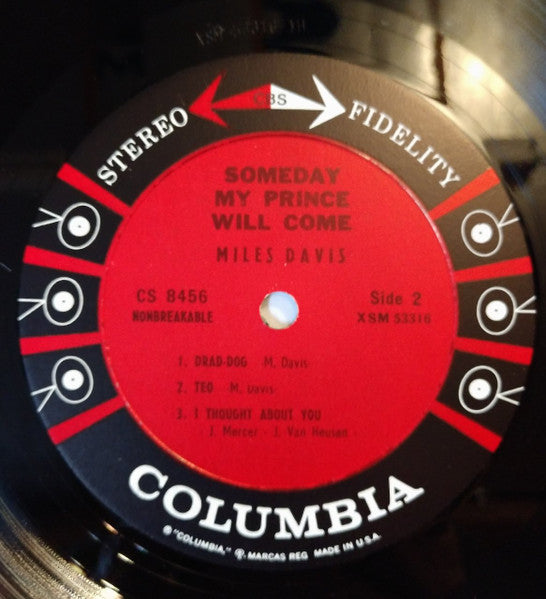 CBS
STEREO FIDELITY
SOMEDAY
MY PRINCE
WILL COME
MILES DAVIS
CS 8456
Side 2
NONBREAKABLE
XSM 53316
1. DRAD-DOG M. Davis
2. TEO M. Davis
3. I THOUGHT ABOUT YOU
- J. Mercer - J. Van Heusen -
COLUMBIA
® "COLUMBIA," Ⓜ. MARCAS REG. MADE IN U.S.A.